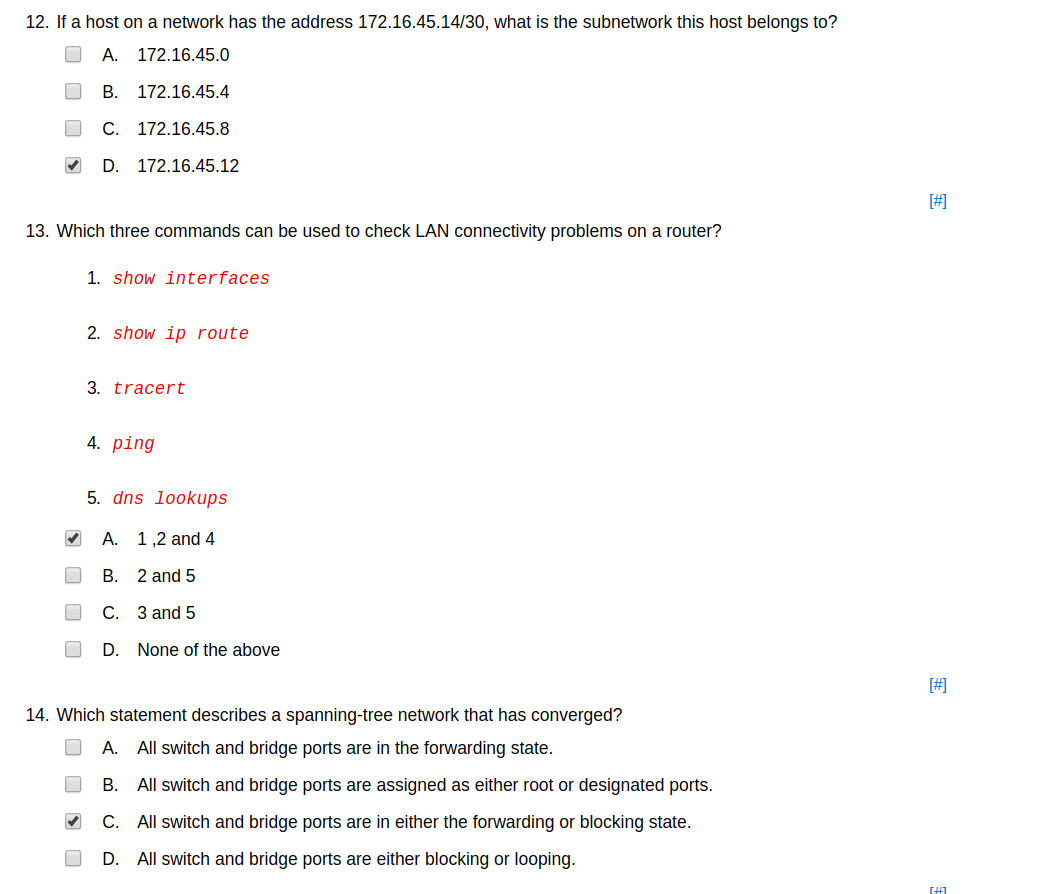 12. If a host on a network has the address 172.16.45.14/30, what is the subnetwork this host belongs to?
A. 172.16.45.0
B. 172.16.45.4
C. 172.16.45.8
D. 172.16.45.12
[#]
13. Which three commands can be used to check LAN connectivity problems on a router?
1. show interfaces
2. show ip route
3. tracert
4. ping
5. dns lookups
A. 1 ,2 and 4
B. 2 and 5
C. 3 and 5
D. None of the above
[#]
14. Which statement describes a spanning-tree network that has converged?
A. All switch and bridge ports are in the forwarding state.
B. All switch and bridge ports are assigned as either root or designated ports.
C. All switch and bridge ports are in either the forwarding or blocking state.
D. All switch and bridge ports are either blocking or looping.
[#]